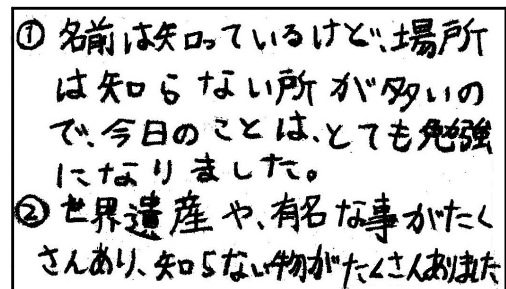 ① 名前は知っているけど、場所
は知らない所が多いの
で、今日のことは、とても勉強
になりました。
② 世界遺産や、有名な事がたく
さんあり、知らない物がたくさんありました